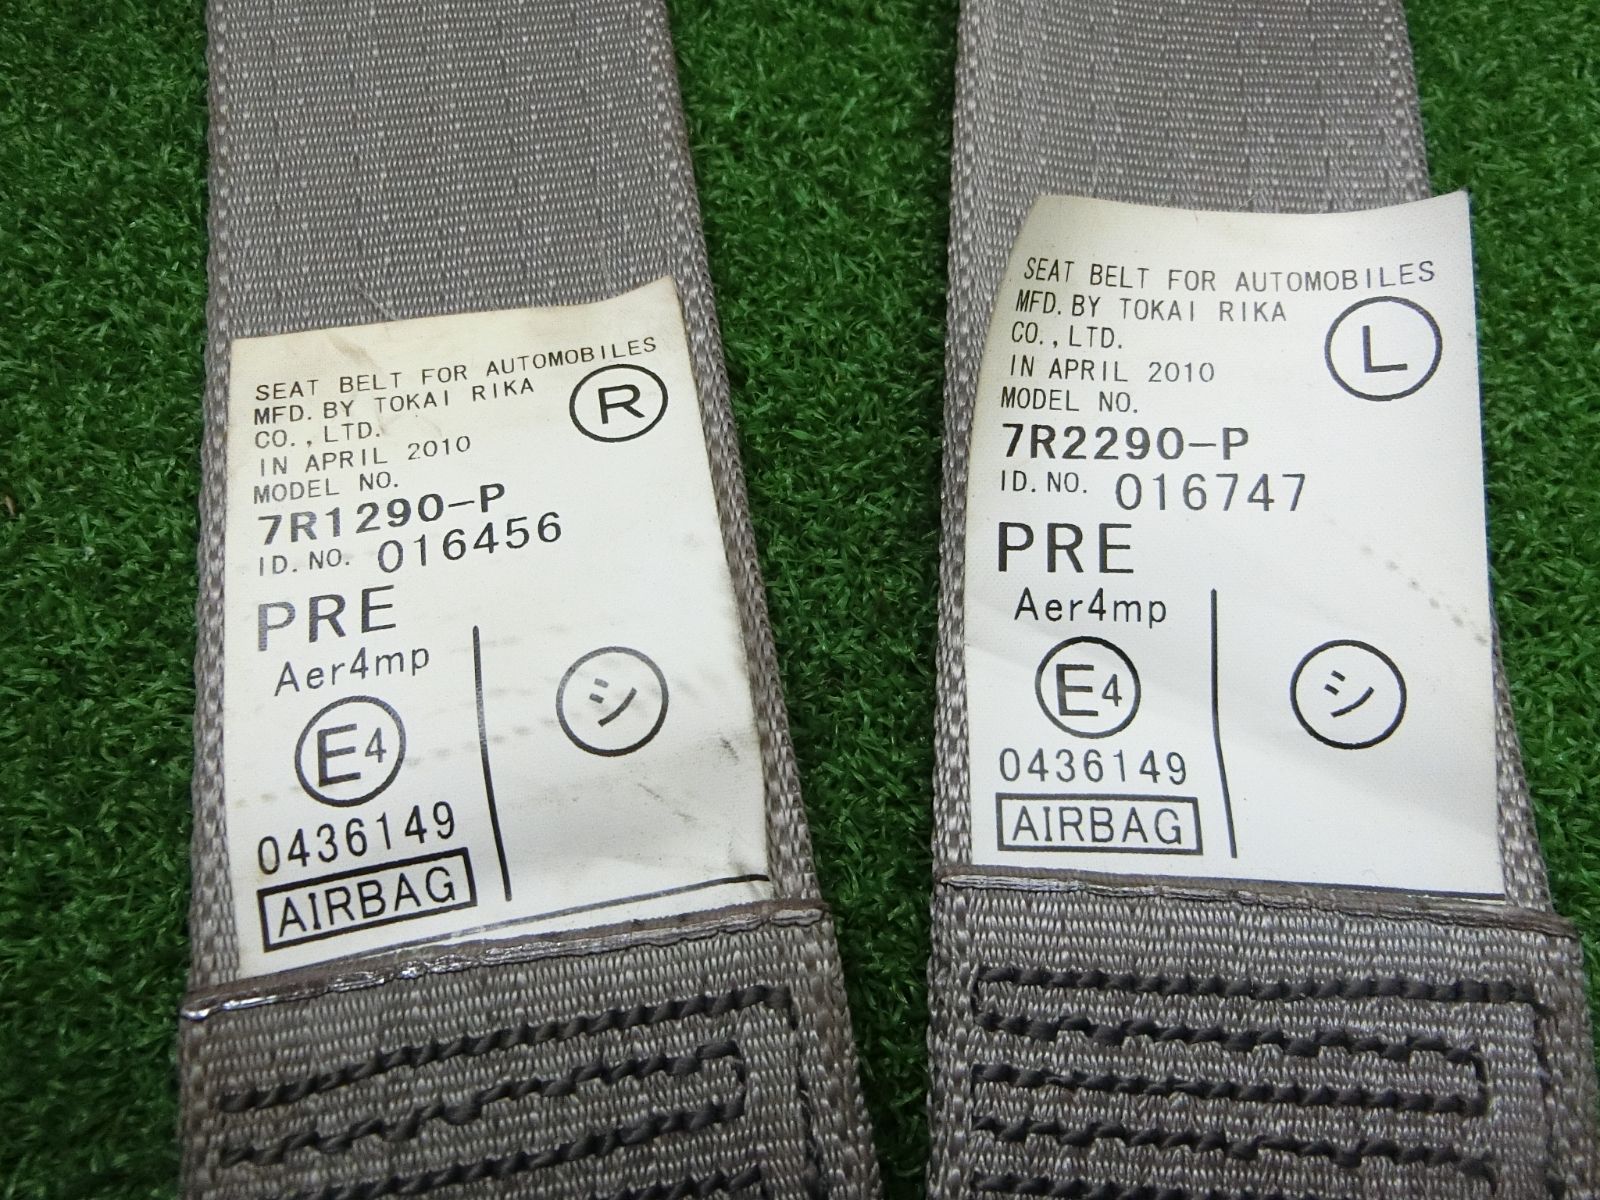 SEAT BELT FOR AUTOMOBILES
MFD. BY TOKAI RIKA
CO., LTD.
R
IN APRIL 2010
MODEL NO.
7R1290-P
ID. NO. 016456
PRE
Aer4mp
E4
シ
0436149
AIRBAG
SEAT BELT FOR AUTOMOBILES
MFD. BY TOKAI RIKA
CO., LTD.
L
IN APRIL 2010
MODEL NO.
7R2290-P
ID. NO. 016747
PRE
Aer4mp
E4
シ
0436149
AIRBAG